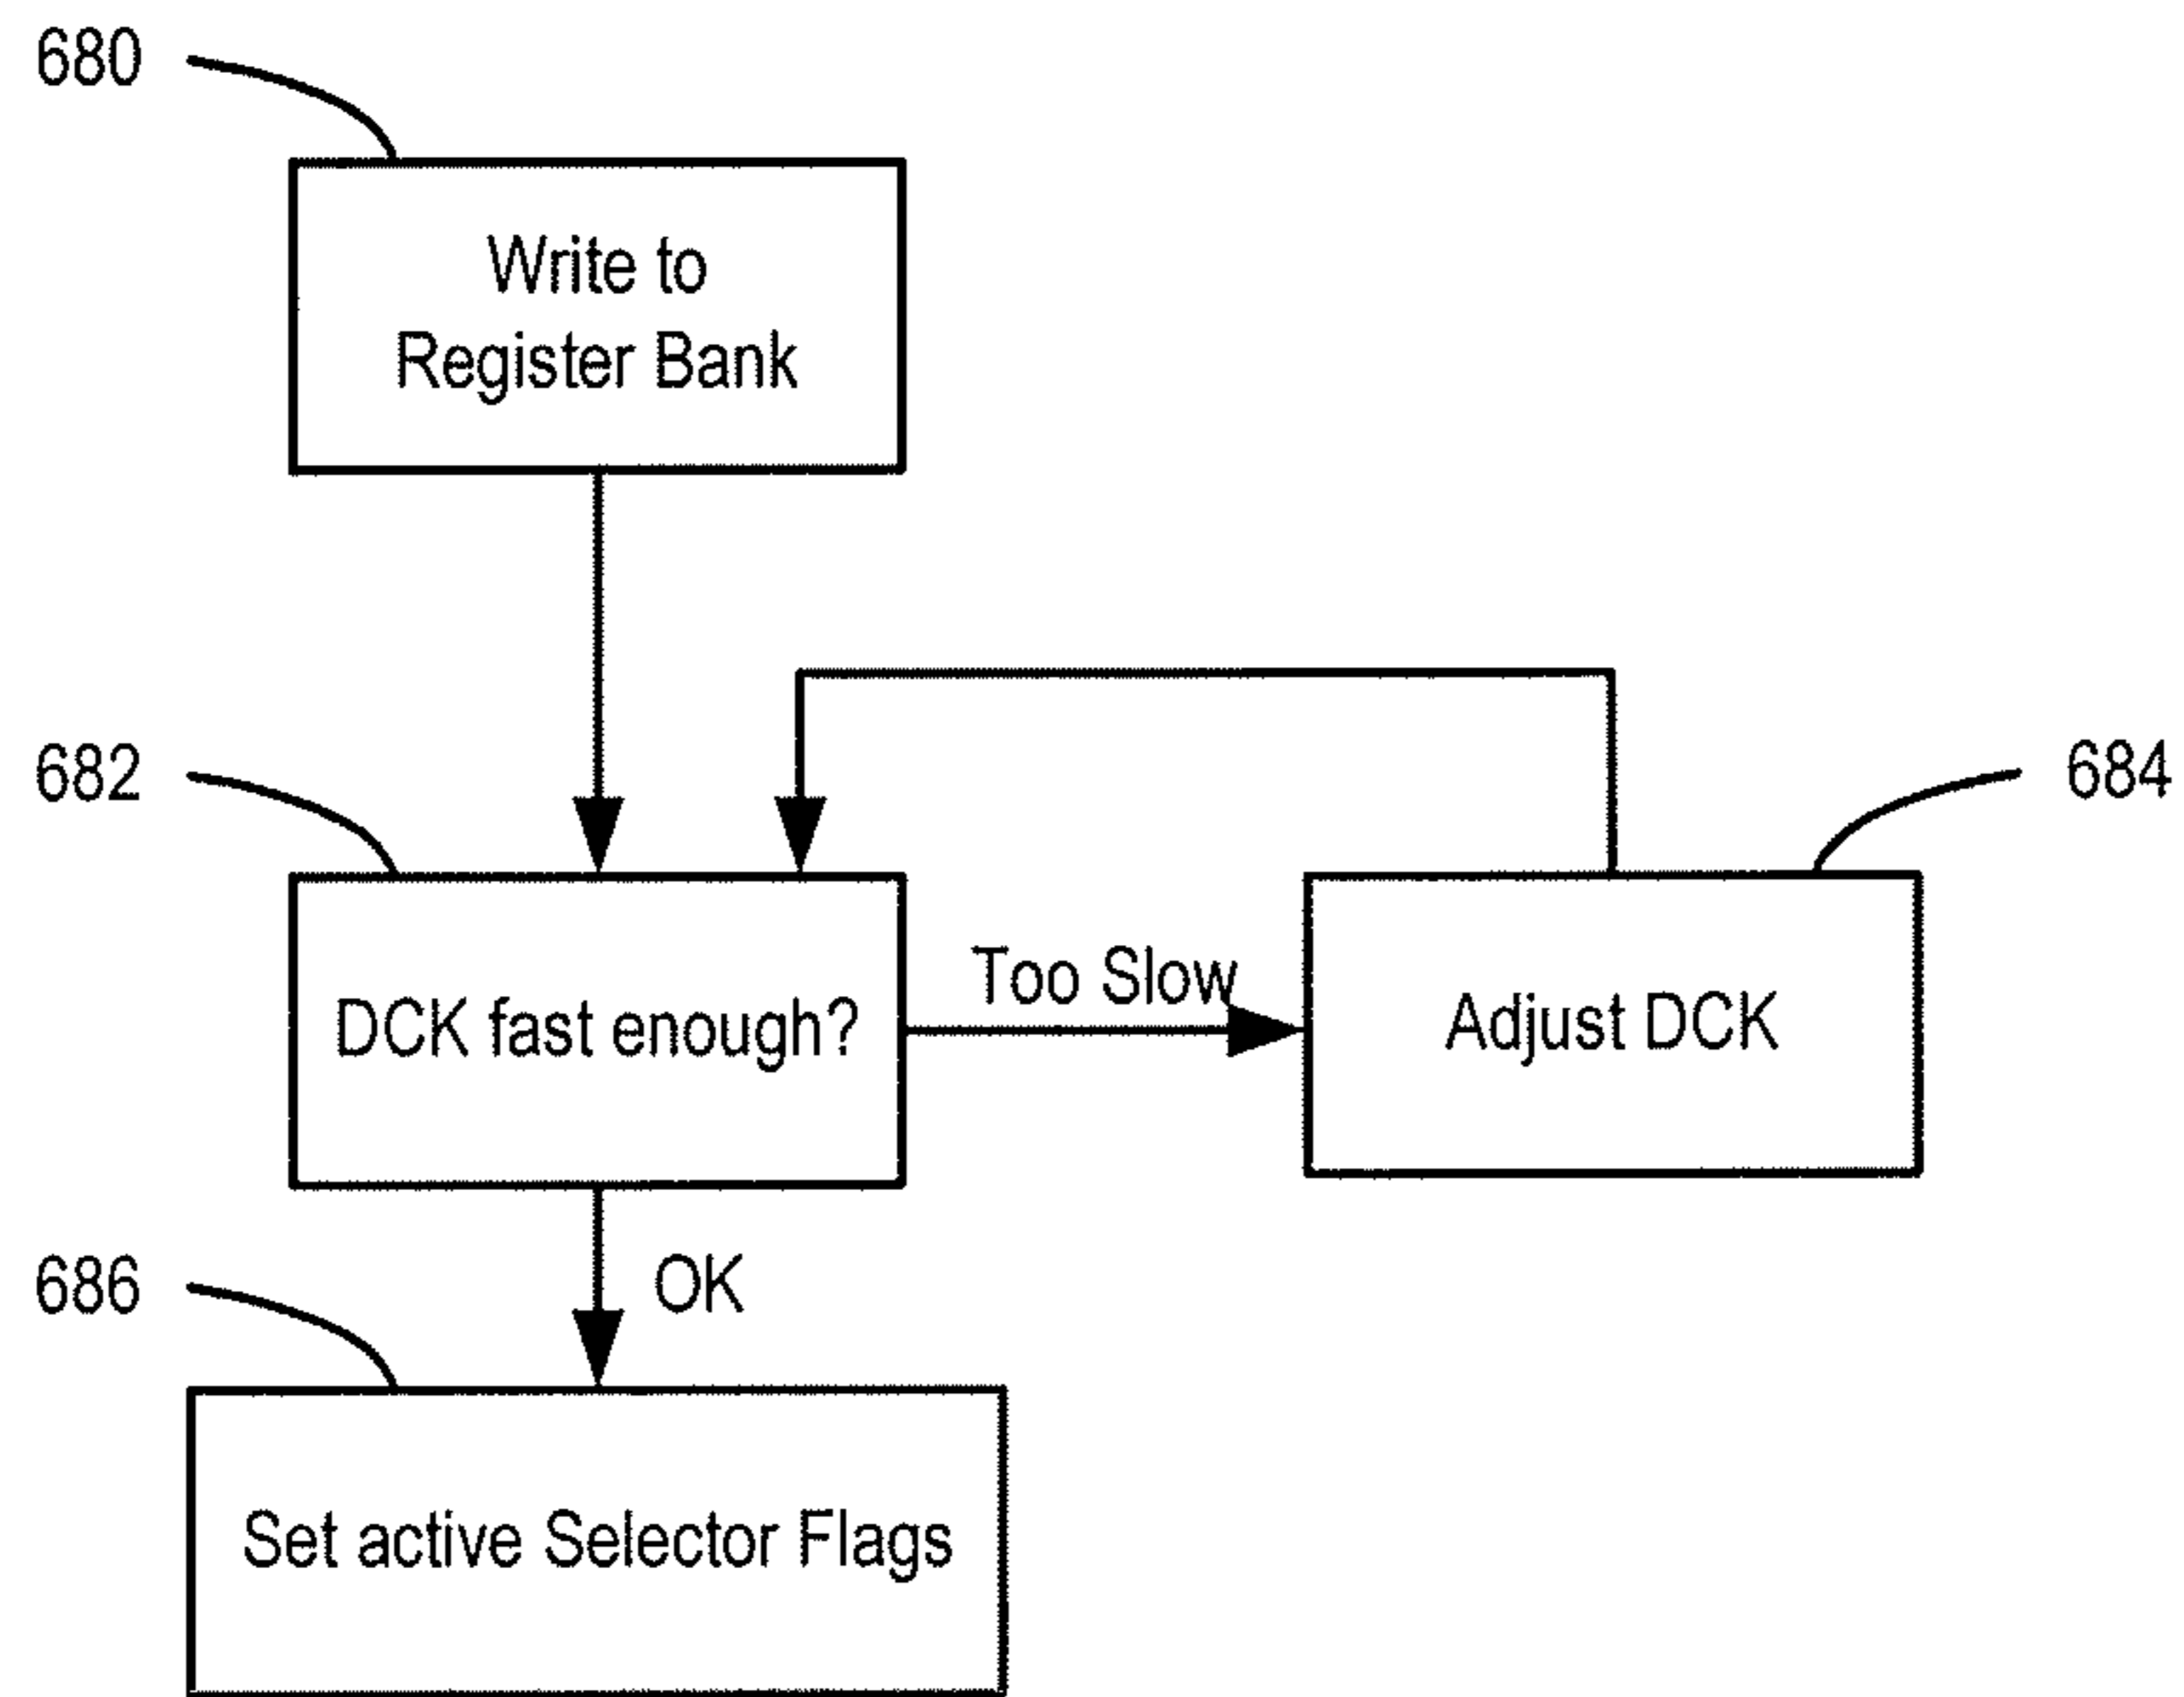 680
Write to
Register Bank
682
684
DCK fast enough?
Too Slow
Adjust DCK
686
OK
Set active Selector Flags